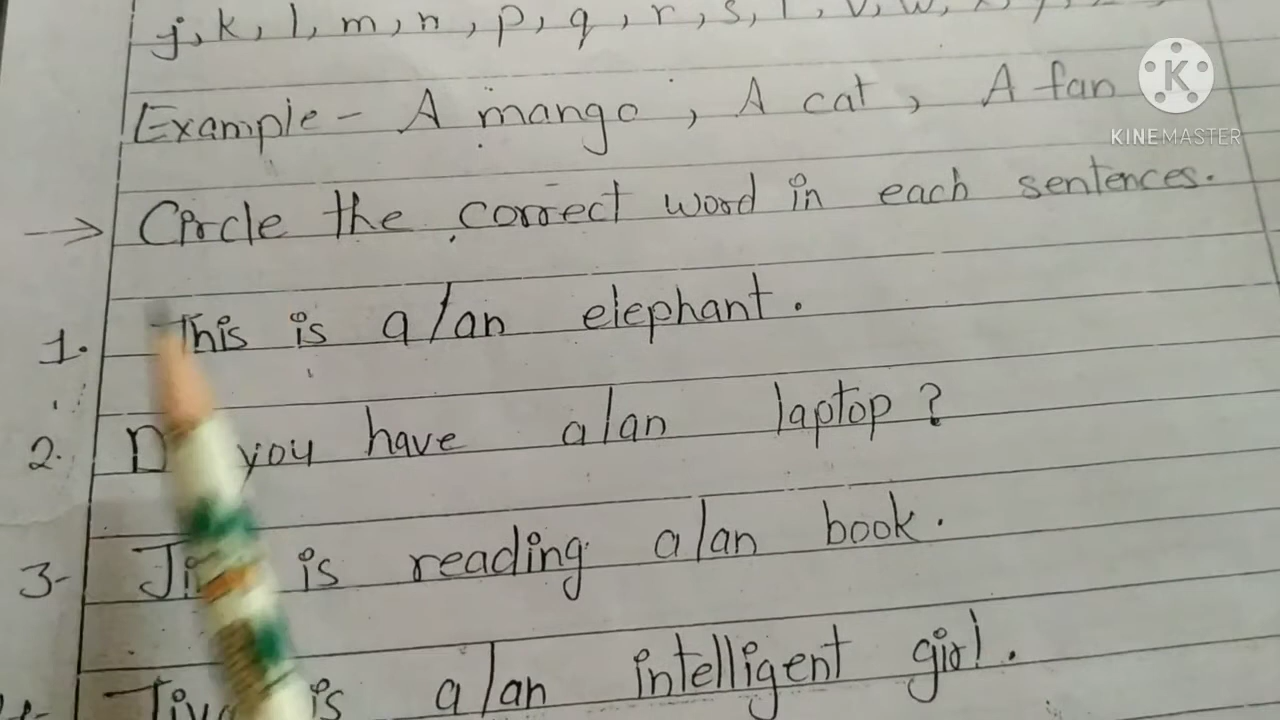 j, k, l, m, n, p, q, r, s, t, v, w,
Example - A mango, A cat, A fan
KINEMASTER
→ Circle the correct word in each sentences.
1. This is a/an elephant.
2. you have a/an laptop?
3- is reading a/an book.
is a/an intelligent girl.